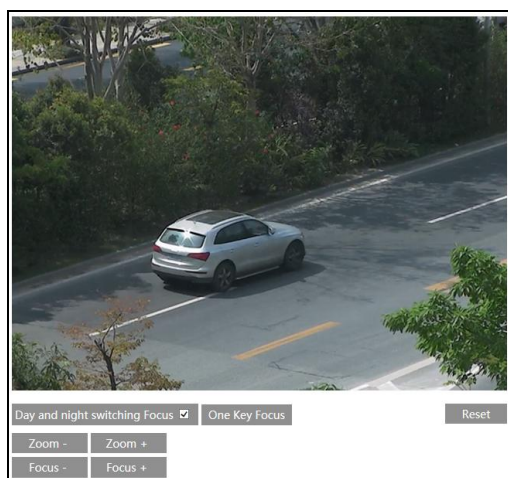 Day and night switching Focus One Key Focus Reset
Zoom - Zoom +
Focus - Focus +